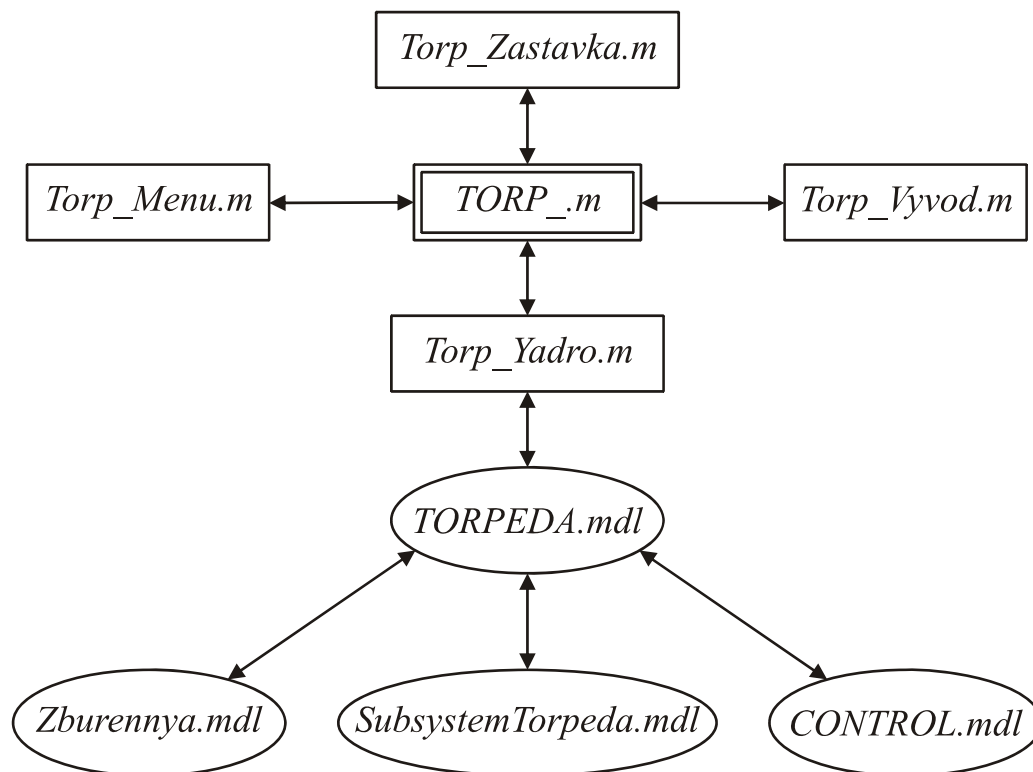 Torp_Zastavka.m
Torp_Menu.m
TORP_.m
Torp_Vyvod.m
Torp_Yadro.m
TORPEDA.mdl
Zburennya.mdl
SubsystemTorpeda.mdl
CONTROL.mdl